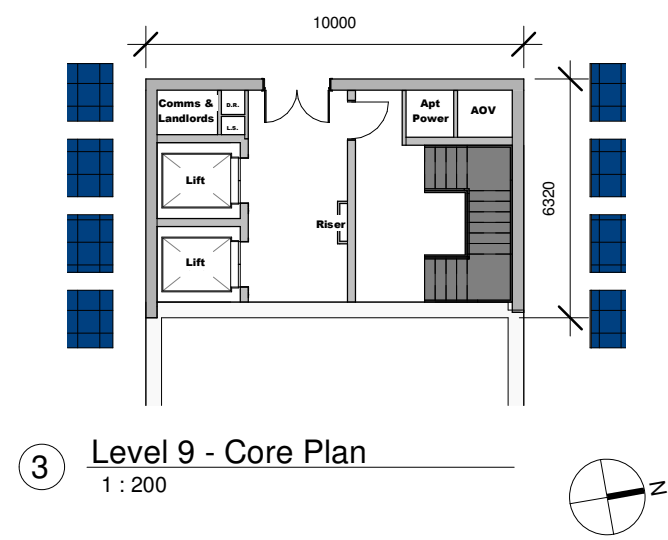 10000
Comms &
Landlords
D.R.
L.S.
Apt
Power
AOV
Lift
6320
Riser
Lift
3
Level 9 - Core Plan
1 : 200
N